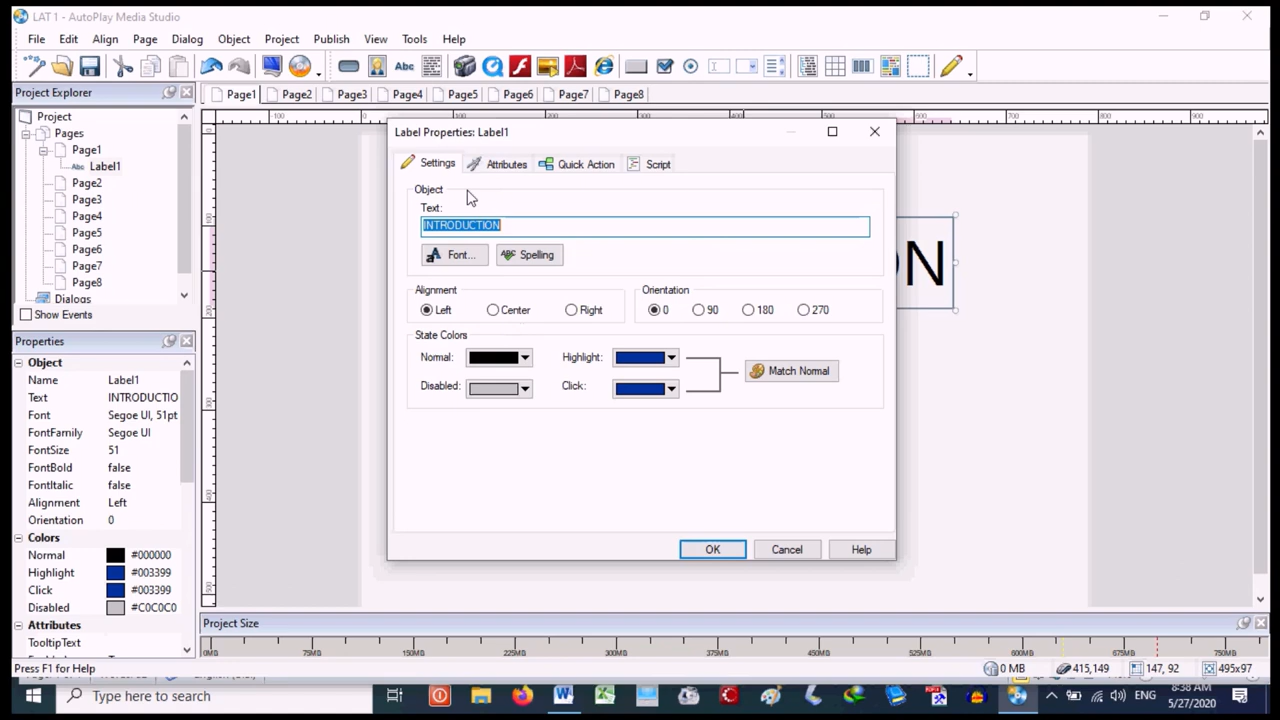 LAT 1 - AutoPlay Media Studio
File Edit Align Page Dialog Object Project Publish View Tools Help
Abc
Project Explorer
Page1 Page2 Page3 Page4 Page5 Page6 Page7 Page8
Project
Pages
Page1
Abc Label1
Page2
Page3
Page4
Page5
Page6
Page7
Page8
Dialogs
Show Events
Properties
Object
Name Label1
Text INTRODUCTIO
Font Segoe UI, 51pt
FontFamily Segoe UI
FontSize 51
FontBold false
FontItalic false
Alignment Left
Orientation 0
Colors
Normal #000000
Highlight #003399
Click #003399
Disabled #C0C0C0
Attributes
TooltipText
Label Properties: Label1
Settings Attributes Quick Action Script
Object
Text:
INTRODUCTION
Font... ABC Spelling
Alignment
Left Center Right
Orientation
0 90 180 270
State Colors
Normal: Highlight:
Match Normal
Disabled: Click:
OK Cancel Help
ON
Project Size
0MB 75MB 150MB 225MB 300MB 375MB 450MB 525MB 600MB 675MB 750MB
Press F1 for Help
0 MB 415,149 147, 92 495x97
Type here to search
ENG
8:38 AM
5/27/2020